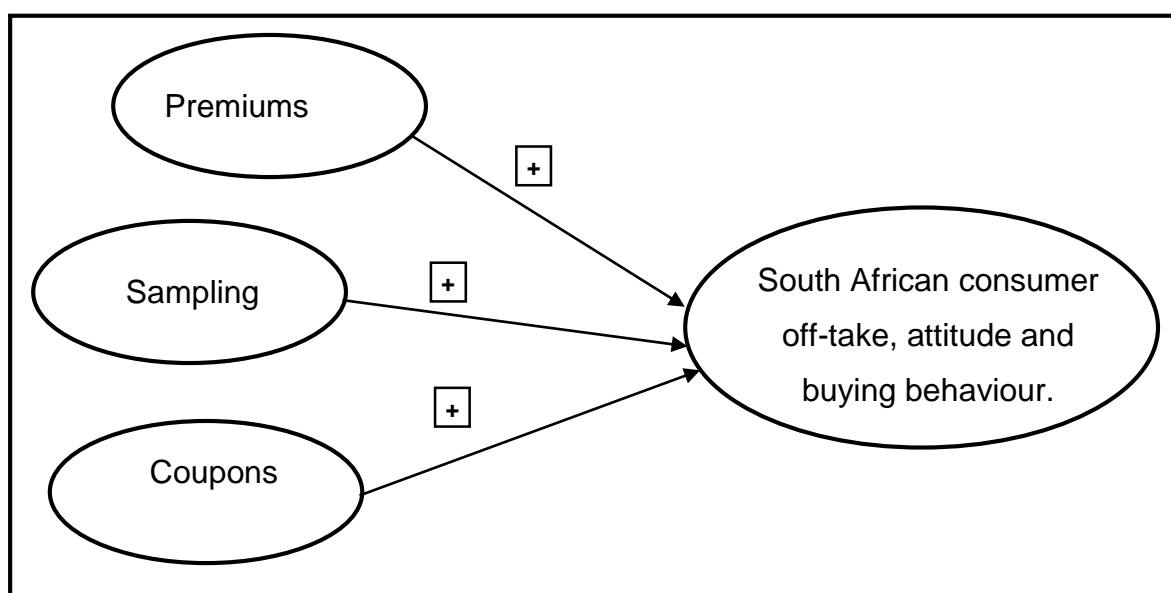 Premiums
+
Sampling
+
Coupons
+
South African consumer
off-take, attitude and
buying behaviour.